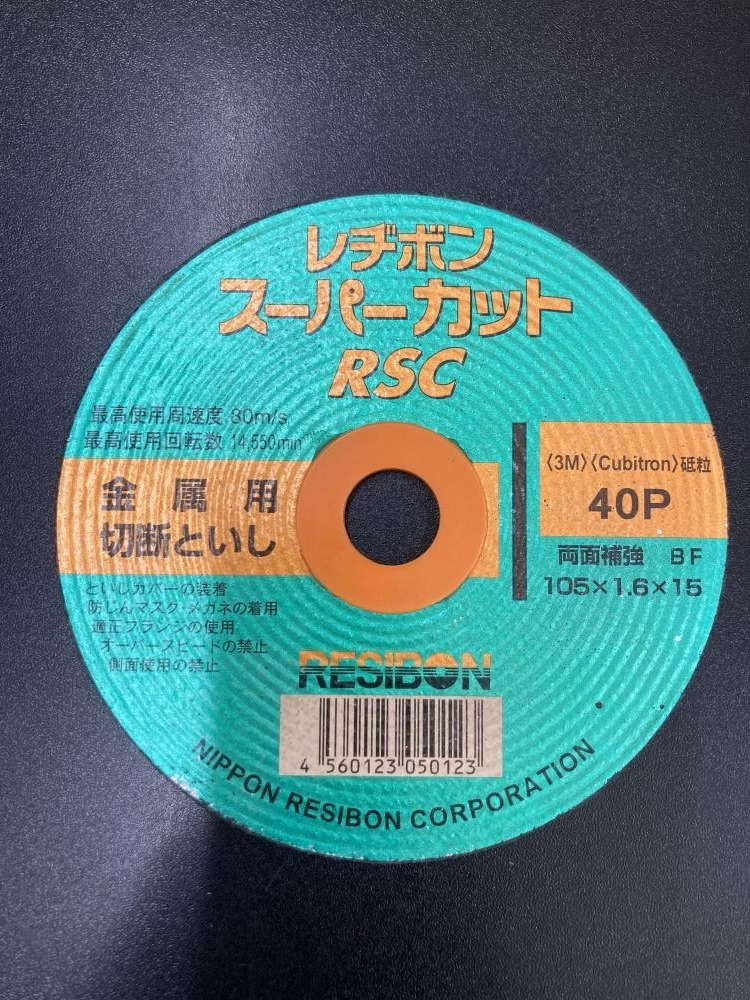 レヂボン
スーパーカット
RSC
最高使用周速度 80m/s
最高使用回転数 14,550min⁻¹
金属用
切断といし
〈3M〉〈Cubitron〉砥粒
40P
両面補強 BF
105×1.6×15
といしカバーの装着
防じんマスク・メガネの着用
適正フランジの使用
オーバースピードの禁止
側面使用の禁止
RESIBON
4 560123 050123
NIPPON RESIBON CORPORATION